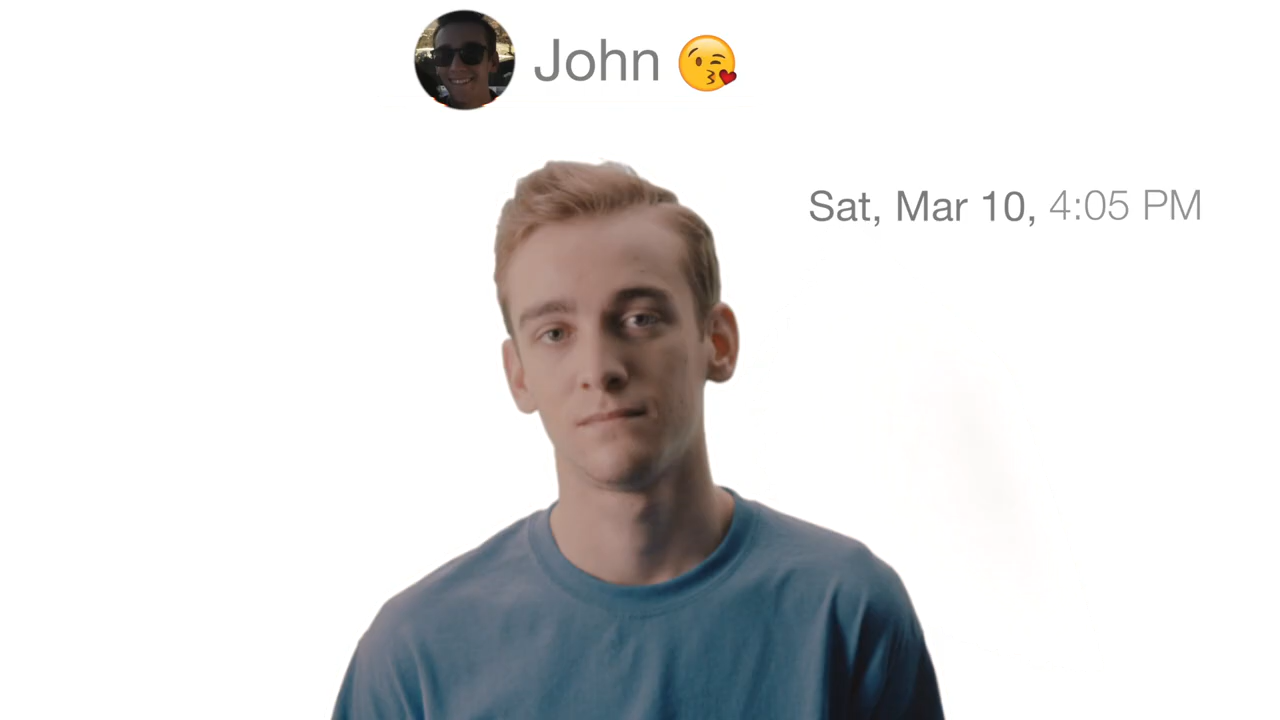 John 😘
Sat, Mar 10, 4:05 PM